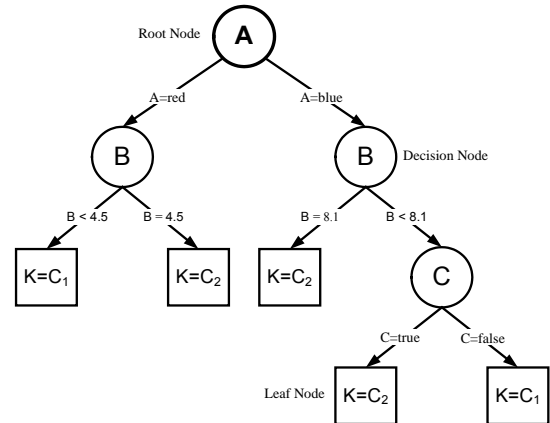 Root Node
A
A=red
A=blue
B
B
Decision Node
B < 4.5
B = 4.5
B = 8.1
B < 8.1
K=C₁
K=C₂
K=C₂
C
C=true
C=false
Leaf Node
K=C₂
K=C₁